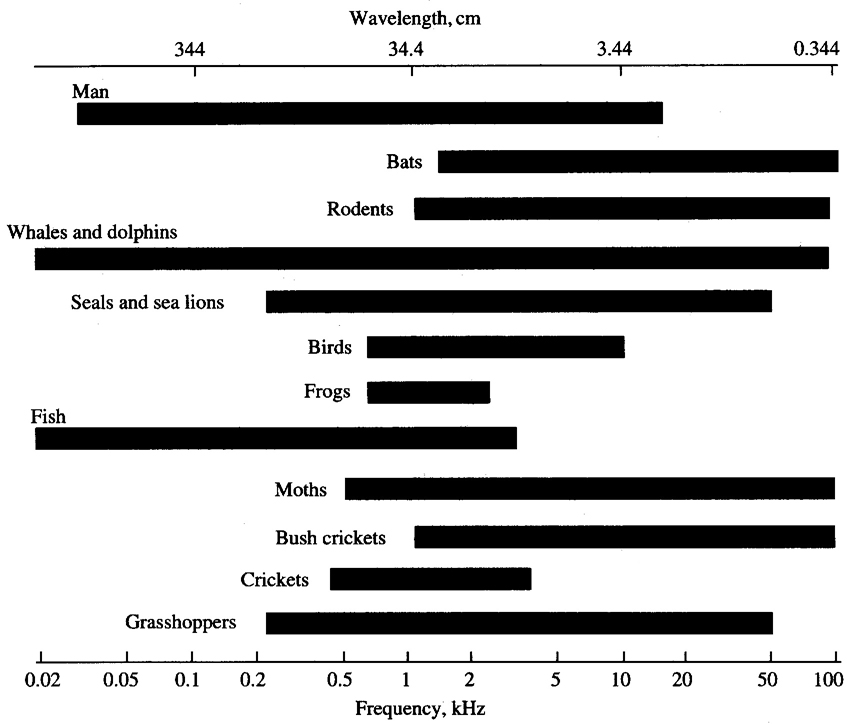 Wavelength, cm
344 34.4 3.44 0.344
Man
Bats
Rodents
Whales and dolphins
Seals and sea lions
Birds
Frogs
Fish
Moths
Bush crickets
Crickets
Grasshoppers
0.02 0.05 0.1 0.2 0.5 1 2 5 10 20 50 100
Frequency, kHz